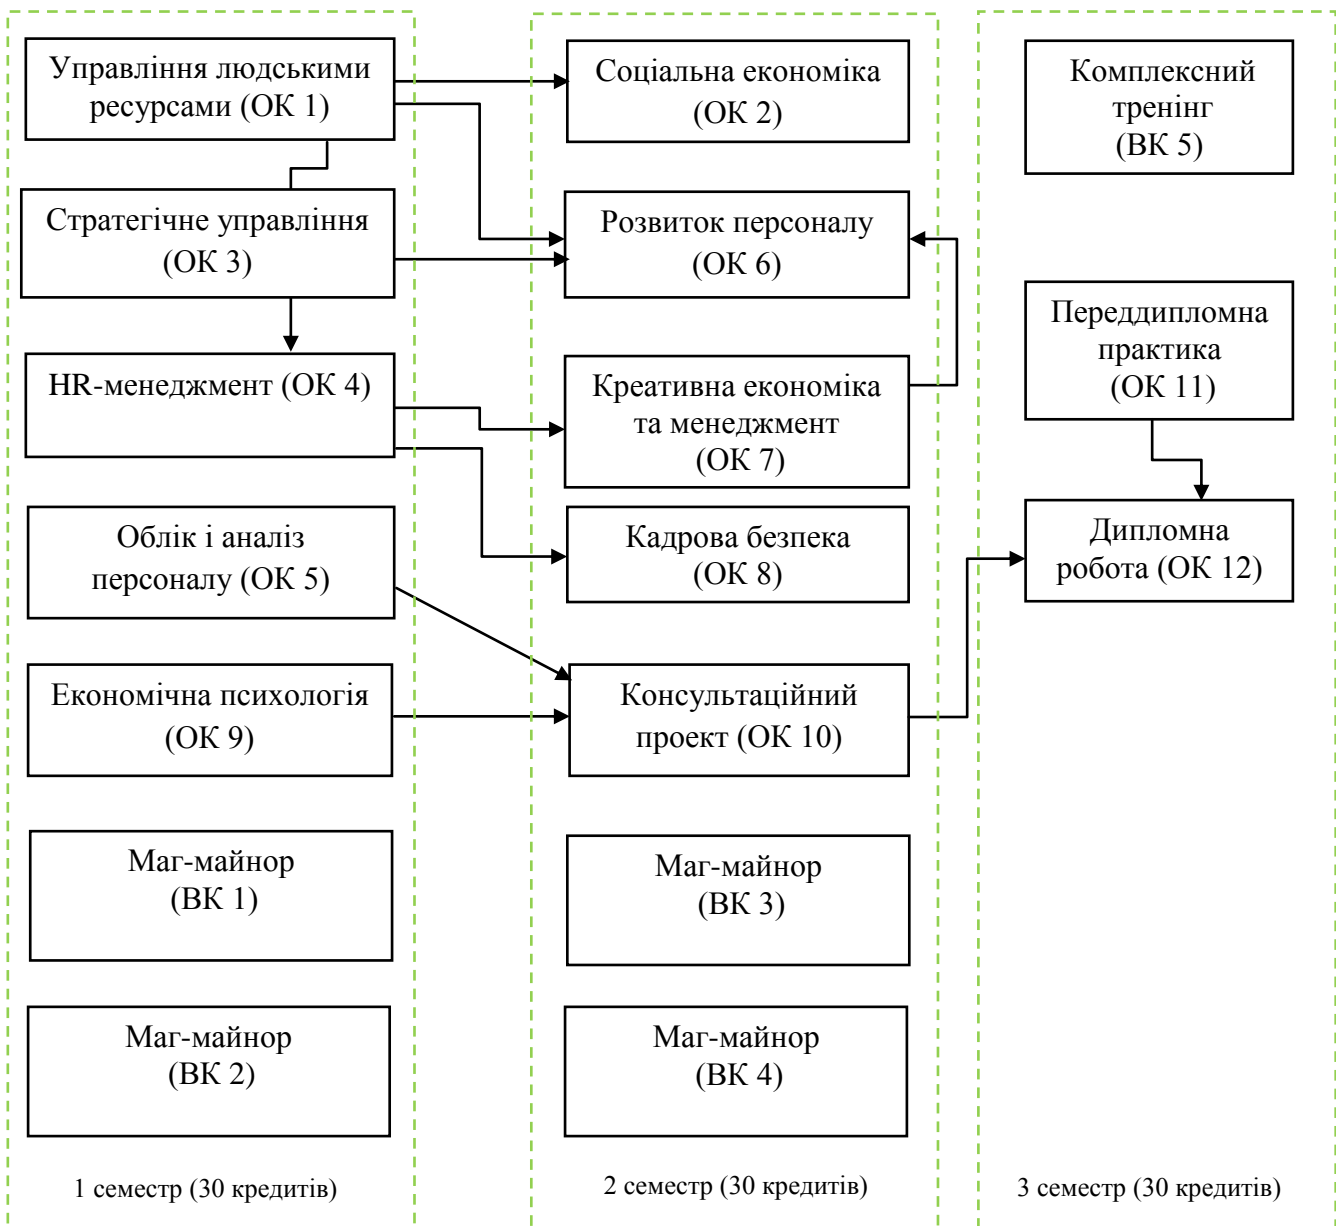 Управління людськими
ресурсами (ОК 1)
Стратегічне управління
(ОК 3)
HR-менеджмент (ОК 4)
Облік і аналіз
персоналу (ОК 5)
Економічна психологія
(ОК 9)
Маг-майнор
(ВК 1)
Маг-майнор
(ВК 2)
1 семестр (30 кредитів)
Соціальна економіка
(ОК 2)
Розвиток персоналу
(ОК 6)
Креативна економіка
та менеджмент
(ОК 7)
Кадрова безпека
(ОК 8)
Консультаційний
проект (ОК 10)
Маг-майнор
(ВК 3)
Маг-майнор
(ВК 4)
2 семестр (30 кредитів)
Комплексний
тренінг
(ВК 5)
Переддипломна
практика
(ОК 11)
Дипломна
робота (ОК 12)
3 семестр (30 кредитів)